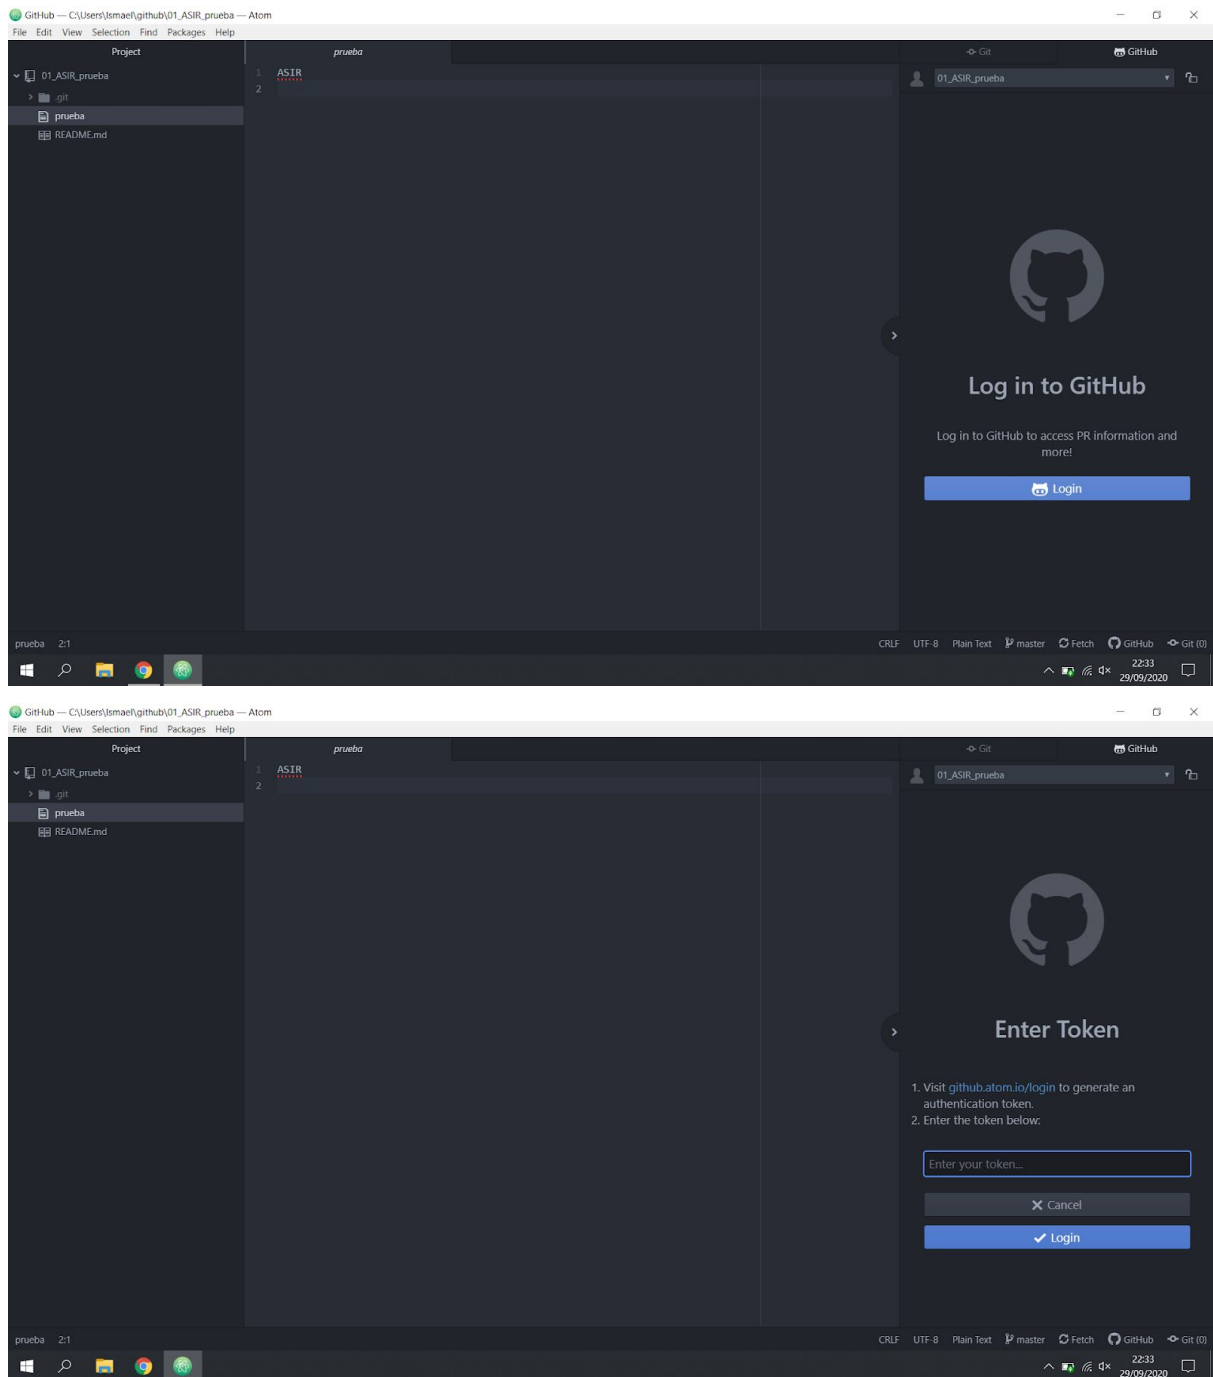 GitHub — C:\Users\Ismael\github\01_ASIR_prueba — Atom
File Edit View Selection Find Packages Help
Project
prueba
Git
GitHub
01_ASIR_prueba
.git
prueba
README.md
1 ASIR
2
01_ASIR_prueba
Log in to GitHub
Log in to GitHub to access PR information and
more!
Login
prueba 2:1
CRLF UTF-8 Plain Text master Fetch GitHub Git (0)
22:33
29/09/2020
GitHub — C:\Users\Ismael\github\01_ASIR_prueba — Atom
File Edit View Selection Find Packages Help
Project
prueba
Git
GitHub
01_ASIR_prueba
.git
prueba
README.md
1 ASIR
2
01_ASIR_prueba
Enter Token
1. Visit github.atom.io/login to generate an
authentication token.
2. Enter the token below:
Enter your token...
Cancel
Login
prueba 2:1
CRLF UTF-8 Plain Text master Fetch GitHub Git (0)
22:33
29/09/2020